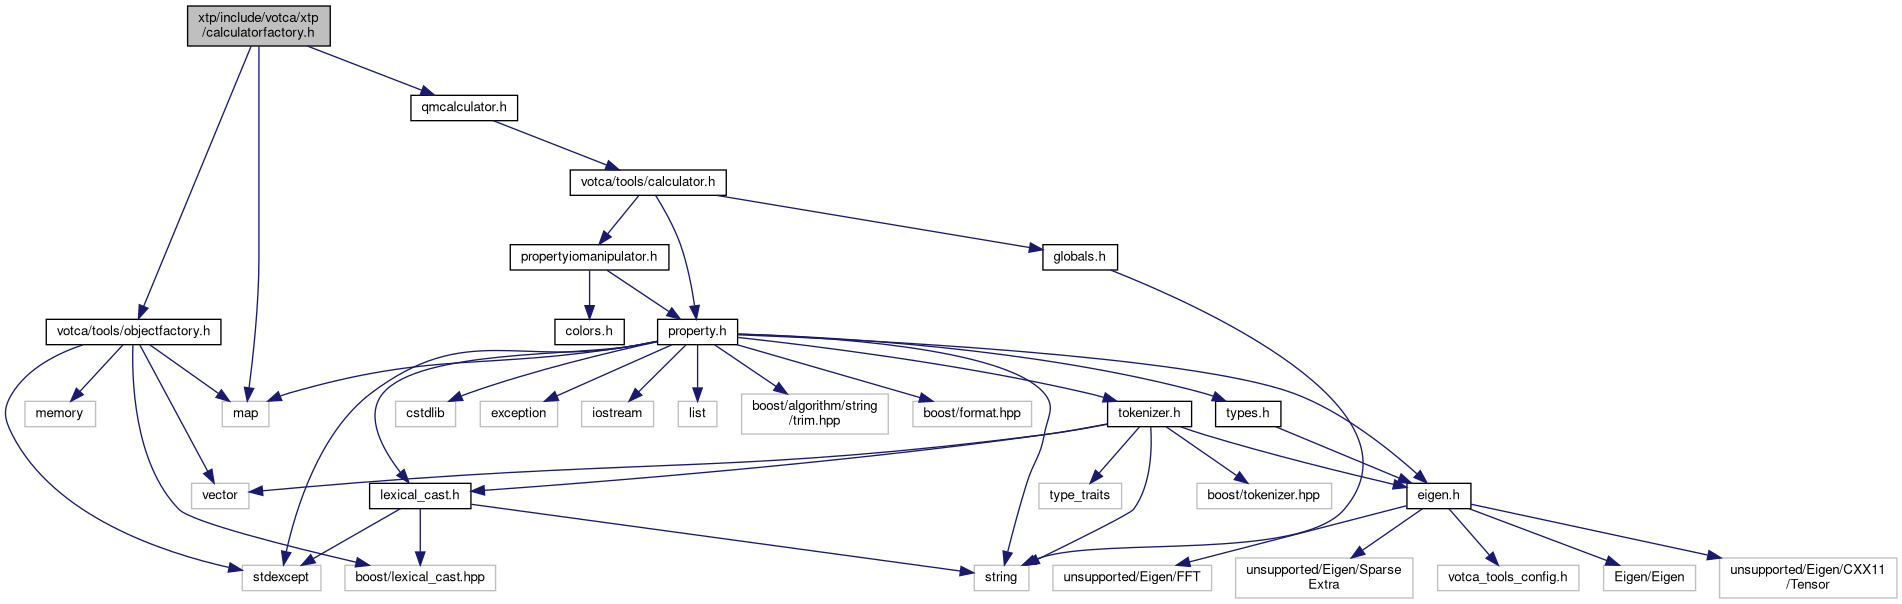 xtp/include/votca/xtp
/calculatorfactory.h
qmcalculator.h
votca/tools/calculator.h
propertyiomanipulator.h
globals.h
votca/tools/objectfactory.h
colors.h
property.h
memory
map
cstdlib
exception
iostream
list
boost/algorithm/string
/trim.hpp
boost/format.hpp
tokenizer.h
types.h
vector
lexical_cast.h
type_traits
boost/tokenizer.hpp
eigen.h
stdexcept
boost/lexical_cast.hpp
string
unsupported/Eigen/FFT
unsupported/Eigen/Sparse
Extra
votca_tools_config.h
Eigen/Eigen
unsupported/Eigen/CXX11
/Tensor